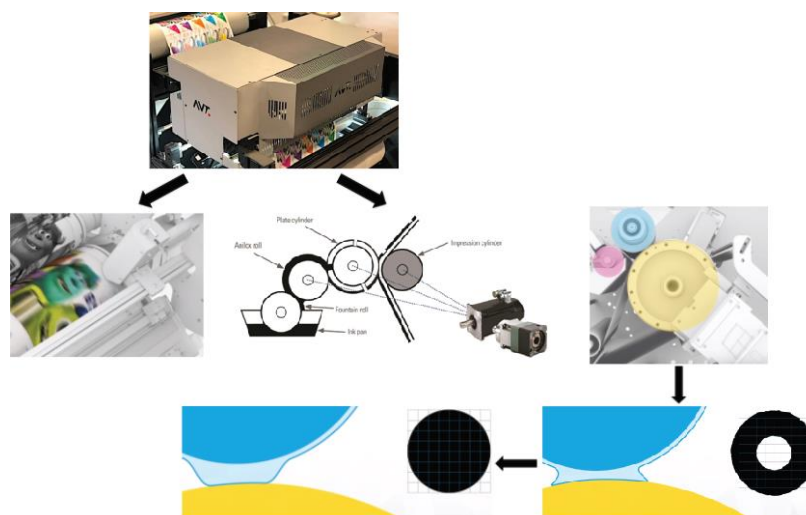 AVT
Plate cylinder
Anilox roll
Impression cylinder
Fountain roll
Ink pan